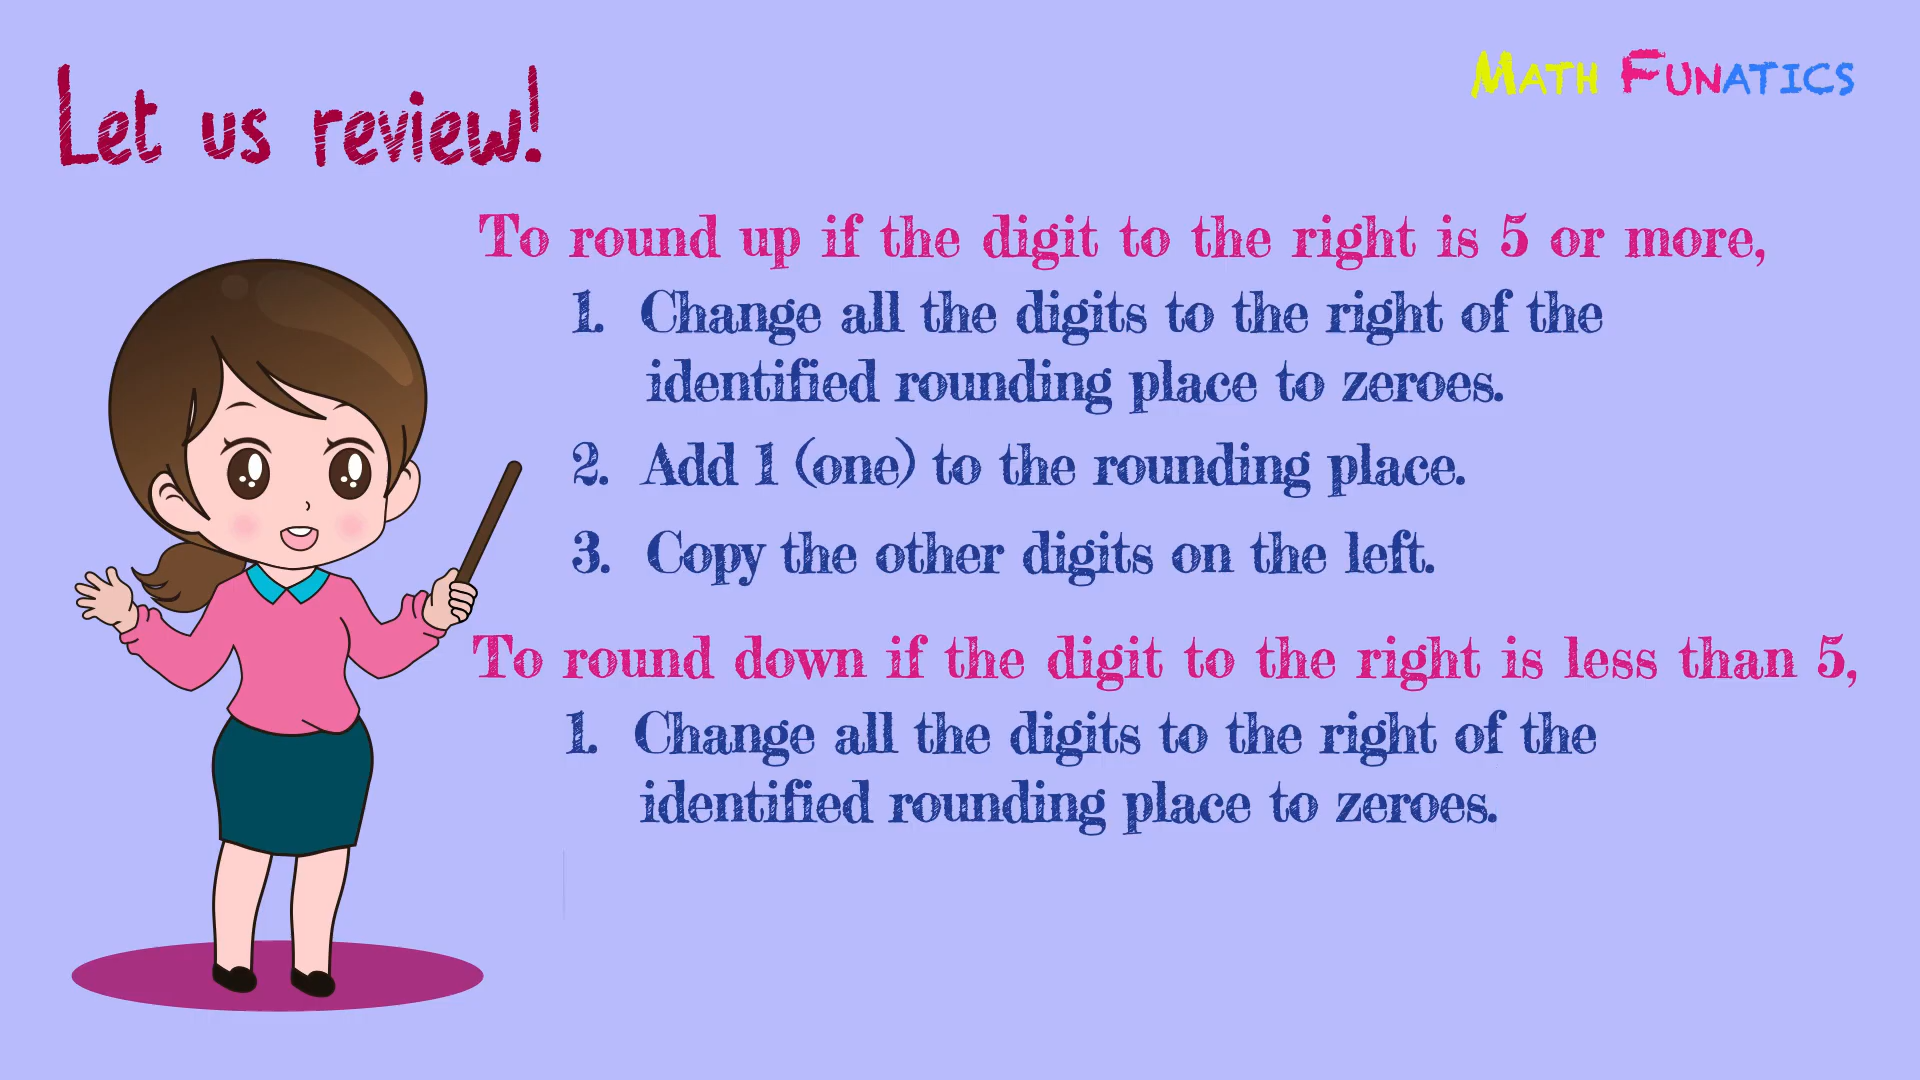 Let us review!
MATH FUNATICS
To round up if the digit to the right is 5 or more,
1. Change all the digits to the right of the
identified rounding place to zeroes.
2. Add 1 (one) to the rounding place.
3. Copy the other digits on the left.
To round down if the digit to the right is less than 5,
1. Change all the digits to the right of the
identified rounding place to zeroes.